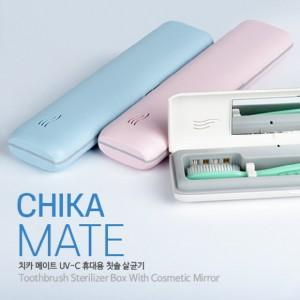 CHIKA
MATE
치카 메이트 UV-C 휴대용 칫솔 살균기
Toothbrush Sterilizer Box With Cosmetic Mirror